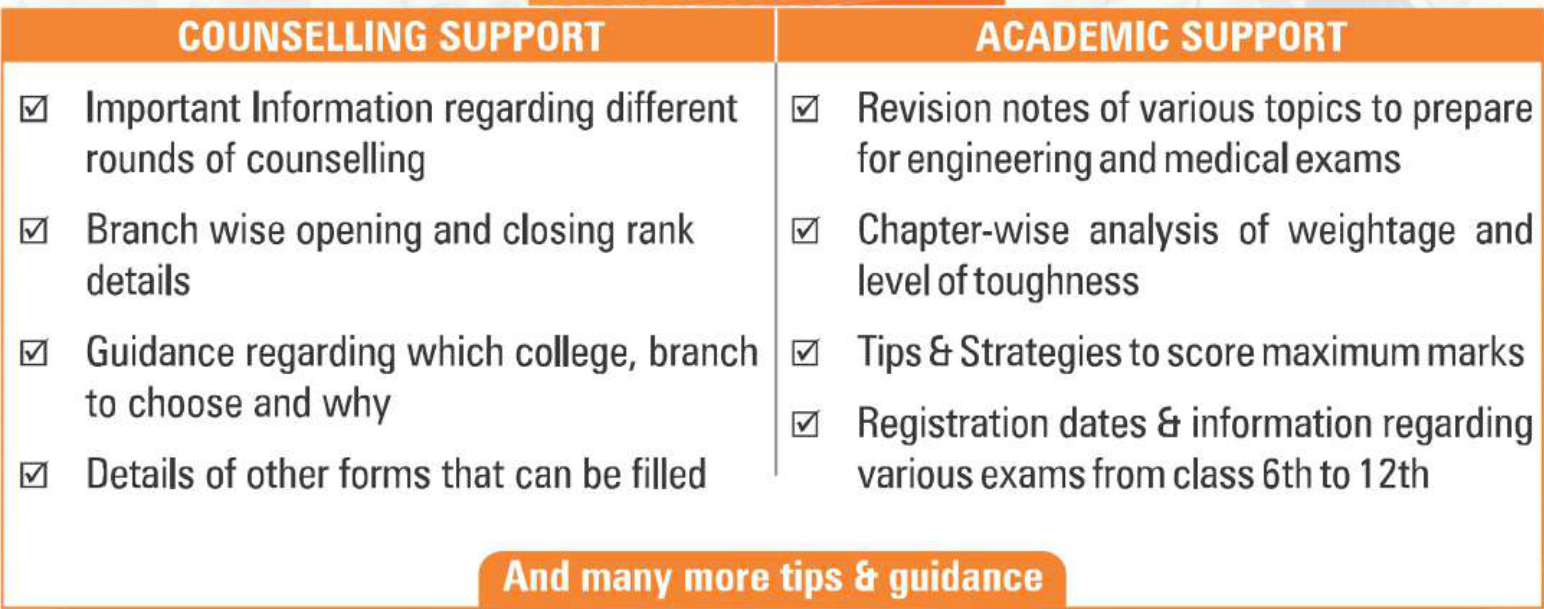 COUNSELLING SUPPORT
Important Information regarding different
rounds of counselling
Branch wise opening and closing rank
details
Guidance regarding which college, branch
to choose and why
Details of other forms that can be filled
ACADEMIC SUPPORT
Revision notes of various topics to prepare
for engineering and medical exams
Chapter-wise analysis of weightage and
level of toughness
Tips & Strategies to score maximum marks
Registration dates & information regarding
various exams from class 6th to 12th
And many more tips & guidance